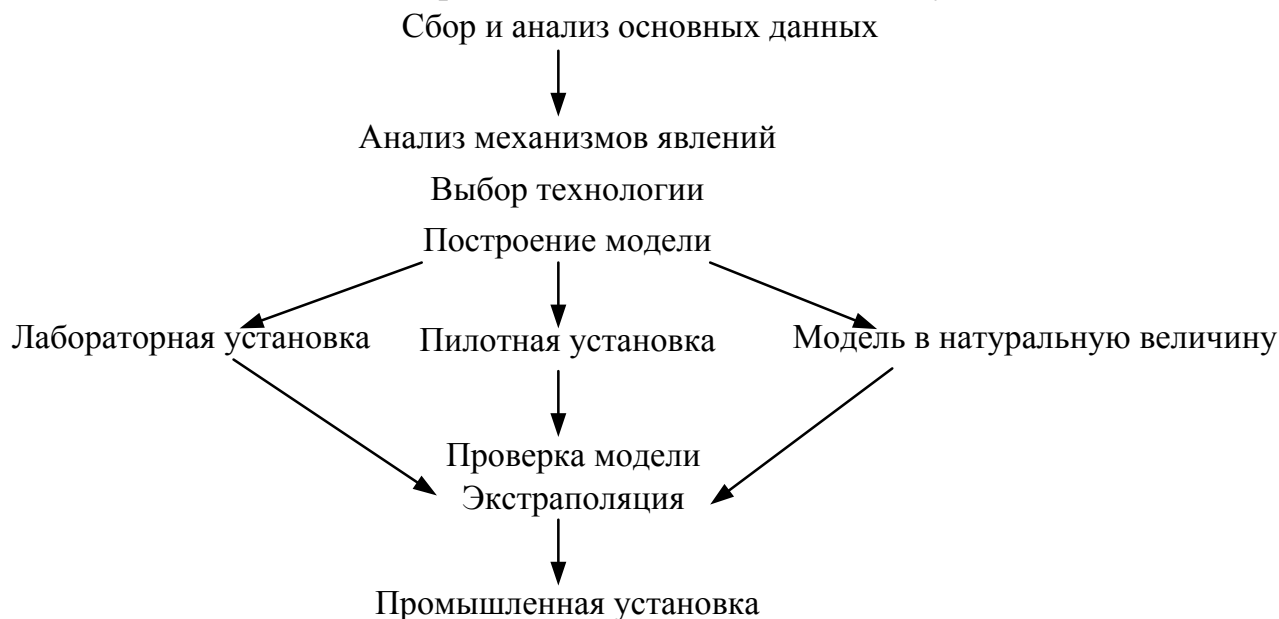 Сбор и анализ основных данных
Анализ механизмов явлений
Выбор технологии
Построение модели
Лабораторная установка Пилотная установка Модель в натуральную величину
Проверка модели
Экстраполяция
Промышленная установка